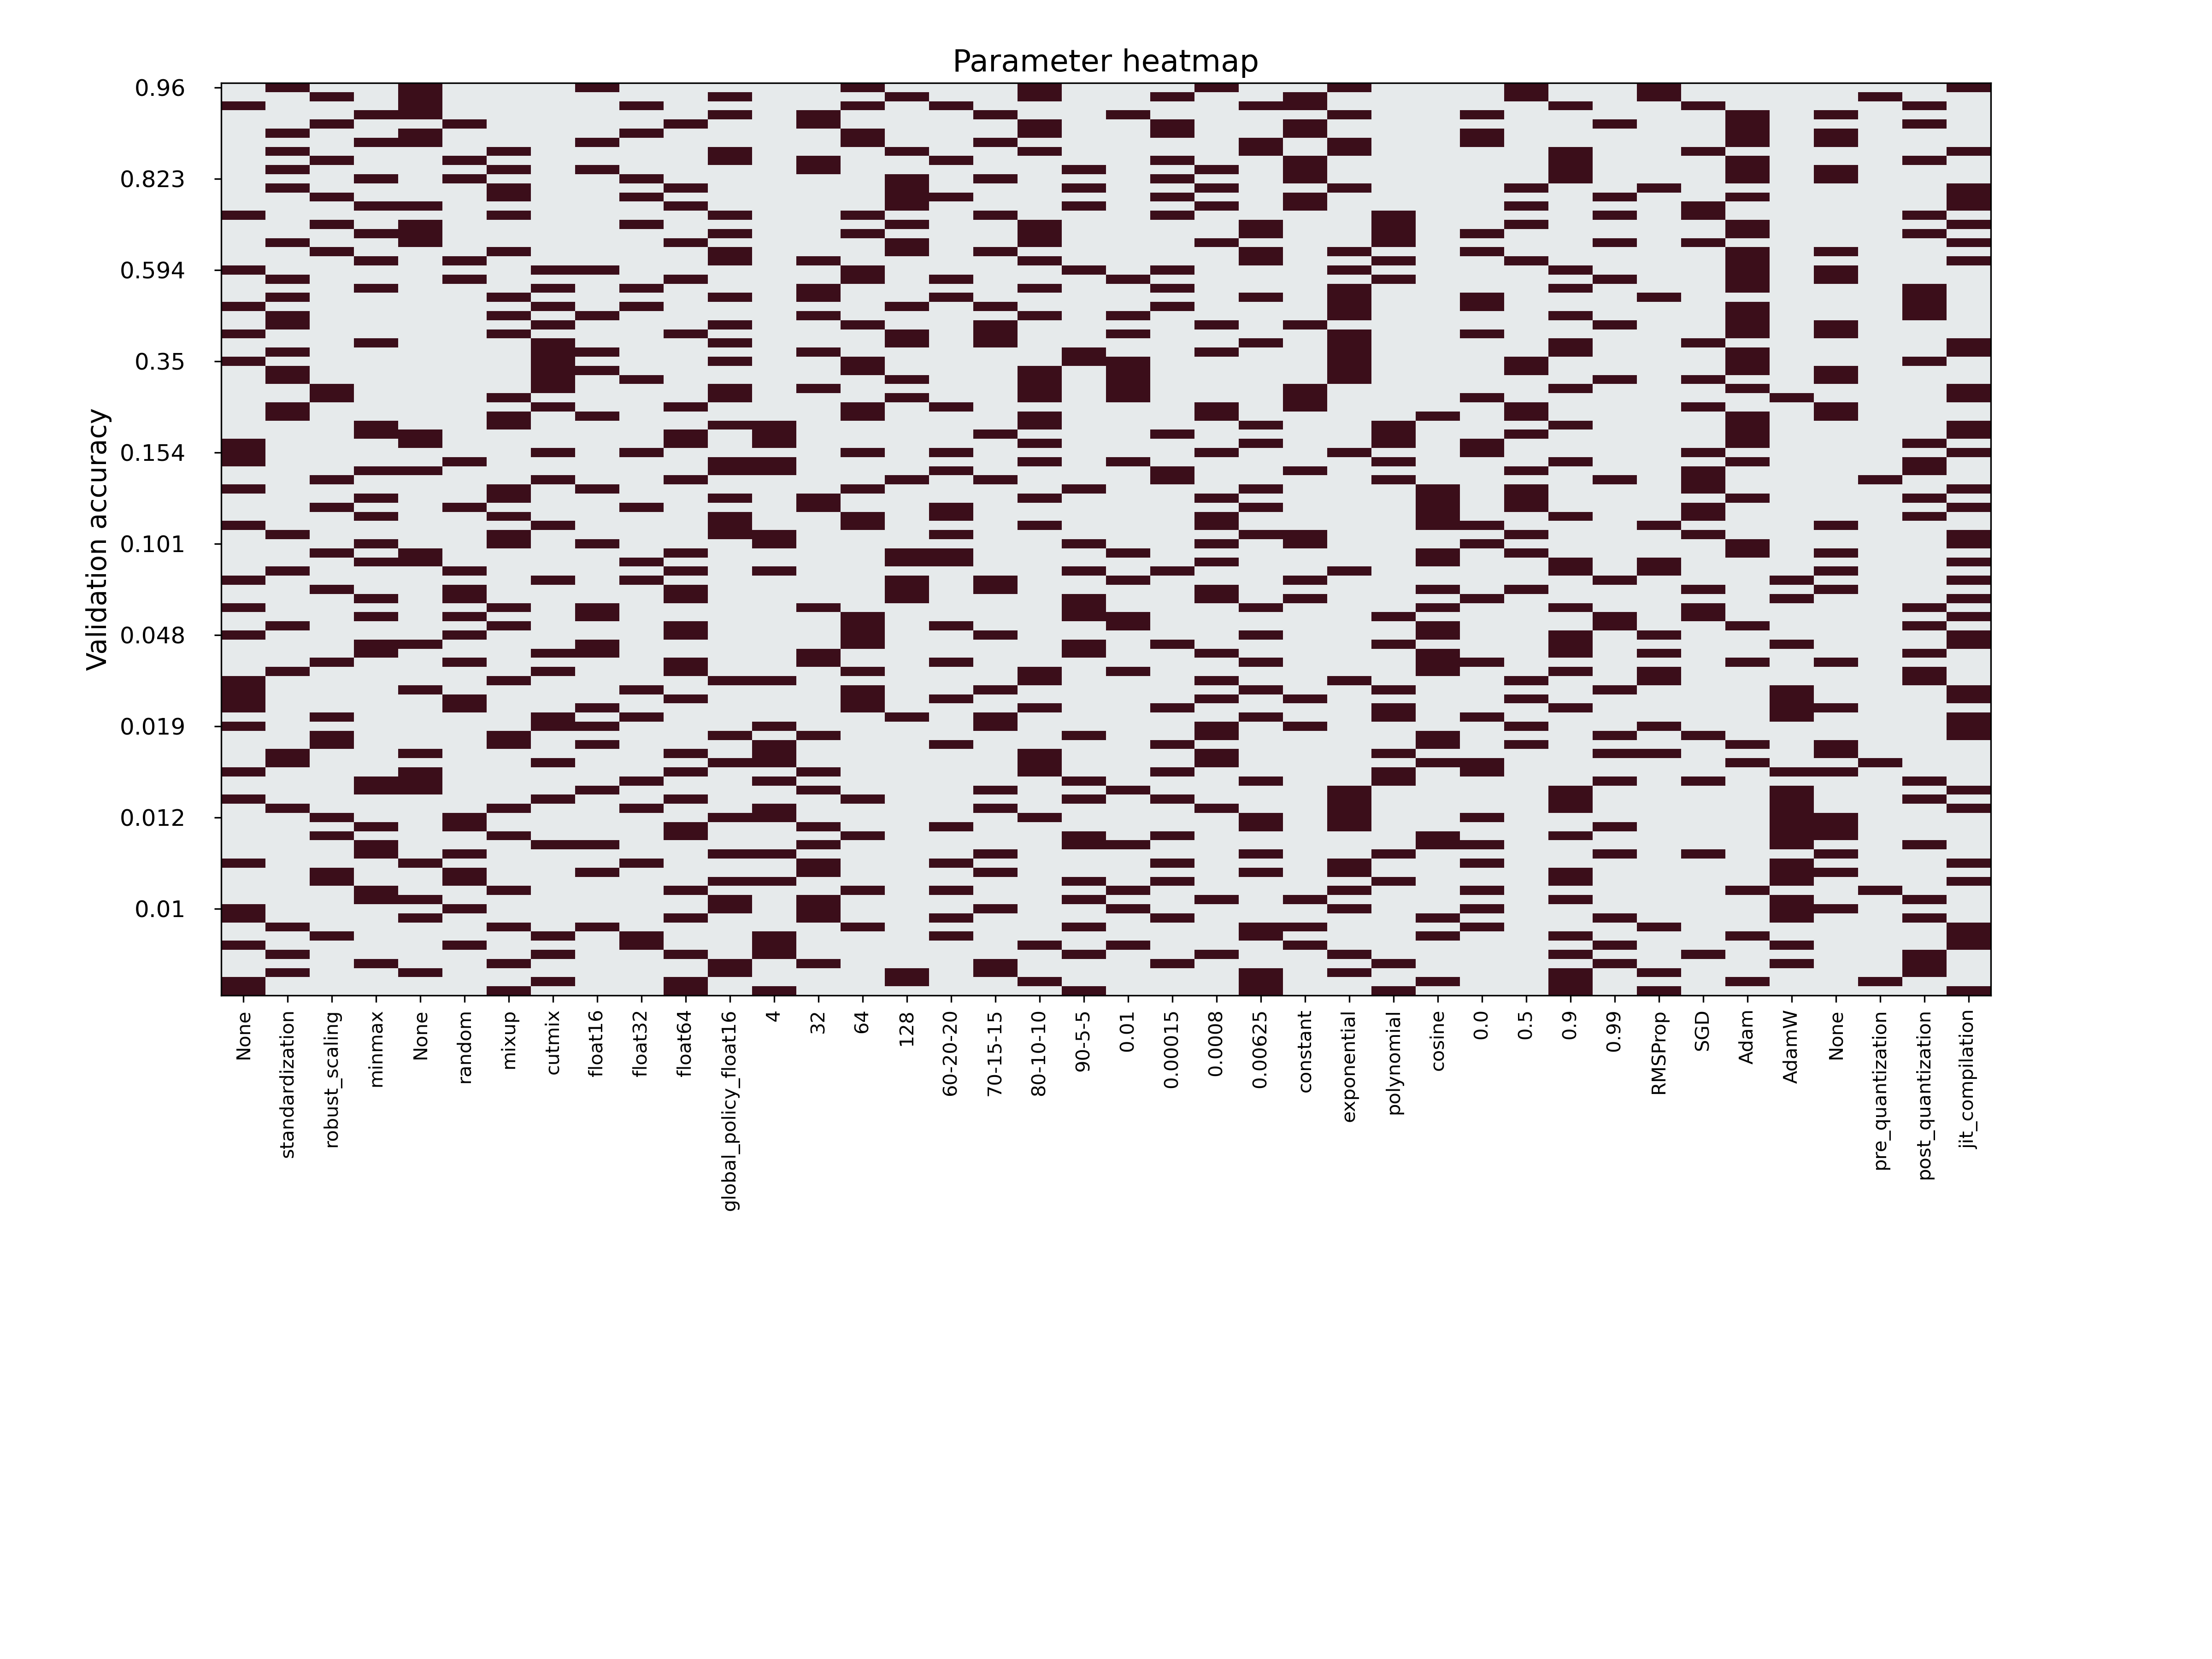 Parameter heatmap
Validation accuracy
0.96
0.823
0.594
0.35
0.154
0.101
0.048
0.019
0.012
0.01
None
standardization
robust_scaling
minmax
None
random
mixup
cutmix
float16
float32
float64
global_policy_float16
4
32
64
128
60-20-20
70-15-15
80-10-10
90-5-5
0.01
0.00015
0.0008
0.00625
constant
exponential
polynomial
cosine
0.0
0.5
0.9
0.99
RMSProp
SGD
Adam
AdamW
None
pre_quantization
post_quantization
jit_compilation